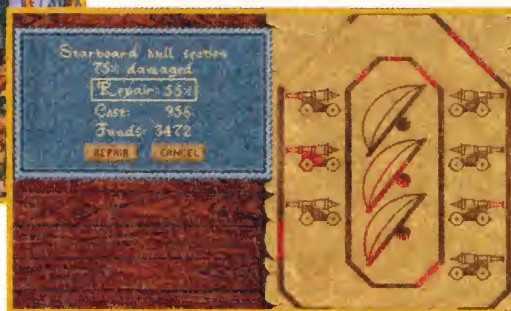 Starboard hull section
75% damaged
Repair: 55%
Cost: 956
Funds: 3472
REPAIR CANCEL